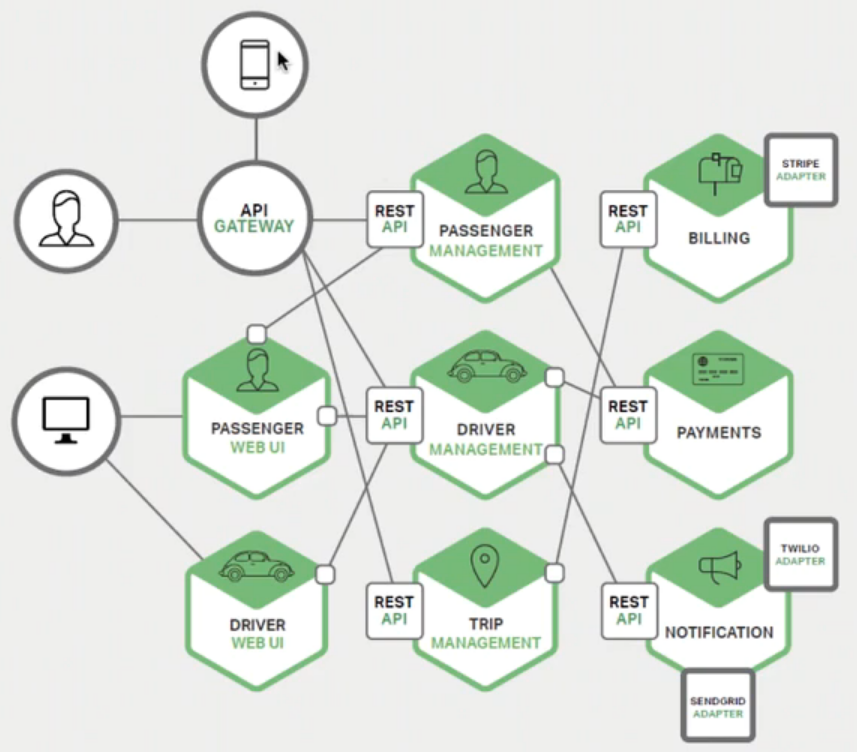 API
GATEWAY
REST
API
PASSENGER
MANAGEMENT
REST
API
BILLING
STRIPE
ADAPTER
PASSENGER
WEB UI
REST
API
DRIVER
MANAGEMENT
REST
API
PAYMENTS
DRIVER
WEB UI
REST
API
TRIP
MANAGEMENT
REST
API
NOTIFICATION
TWILIO
ADAPTER
SENDGRID
ADAPTER